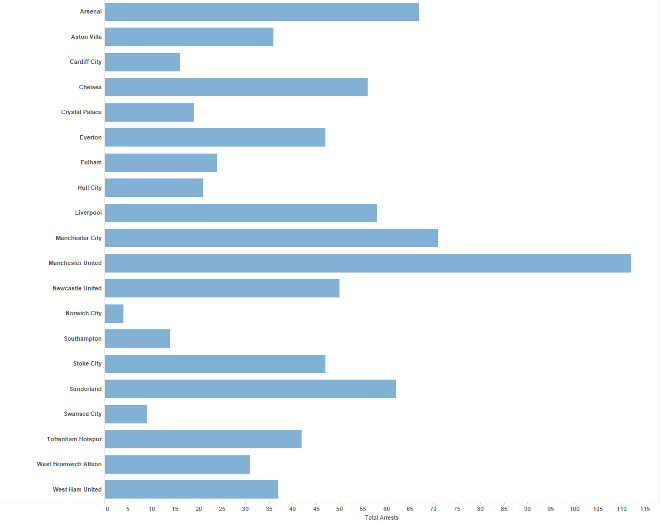 Arsenal
Aston Villa
Cardiff City
Chelsea
Crystal Palace
Everton
Fulham
Hull City
Liverpool
Manchester City
Manchester United
Newcastle United
Norwich City
Southampton
Stoke City
Sunderland
Swansea City
Tottenham Hotspur
West Bromwich Albion
West Ham United
0 5 10 15 20 25 30 35 40 45 50 55 60 65 70 75 80 85 90 95 100 105 110 115
Total Arrests